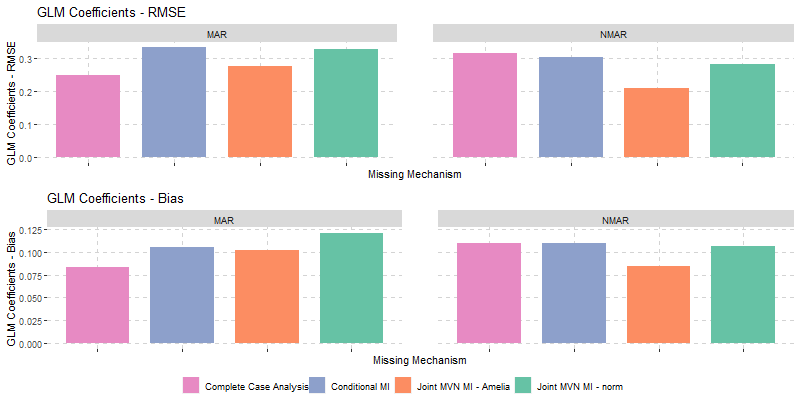 GLM Coefficients - RMSE
MAR
NMAR
GLM Coefficients - RMSE
0.3
0.2
0.1
0.0
Missing Mechanism
GLM Coefficients - Bias
MAR
NMAR
GLM Coefficients - Bias
0.125
0.100
0.075
0.050
0.025
0.000
Missing Mechanism
Complete Case Analysis
Conditional MI
Joint MVN MI - Amelia
Joint MVN MI - norm